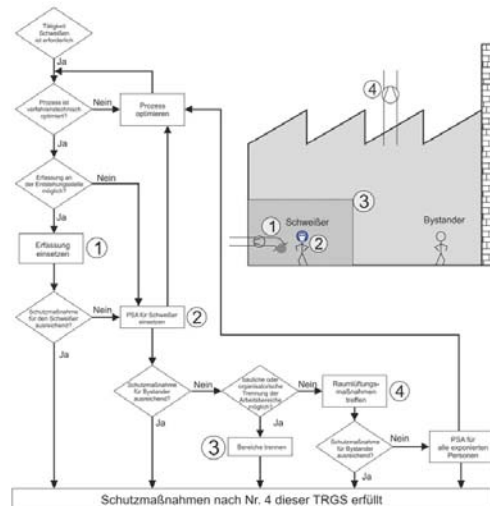 Tätigkeit
Schweißen
ist erforderlich
Ja
Prozess ist
verfahrenstechnisch
optimiert?
Nein
Prozess
optimieren
Ja
Erfassung an
der Entstehungsstelle
möglich?
Nein
Ja
Erfassung
einsetzen
1
Schutzmaßnahme
für den Schweißer
ausreichend?
Nein
PSA für Schweißer
einsetzen
2
Ja
Schutzmaßnahme
für Bystander
ausreichend?
Nein
Ja
bauliche oder
organisatorische
Trennung der
Arbeitsbereiche
möglich?
Nein
Ja
3
Bereiche trennen
Raumlüftungs-
maßnahmen
treffen
4
Schutzmaßnahme
für Bystander
ausreichend?
Nein
Ja
PSA für
alle exponierten
Personen
Schutzmaßnahmen nach Nr. 4 dieser TRGS erfüllt
4
3
Schweißer
Bystander
1
2